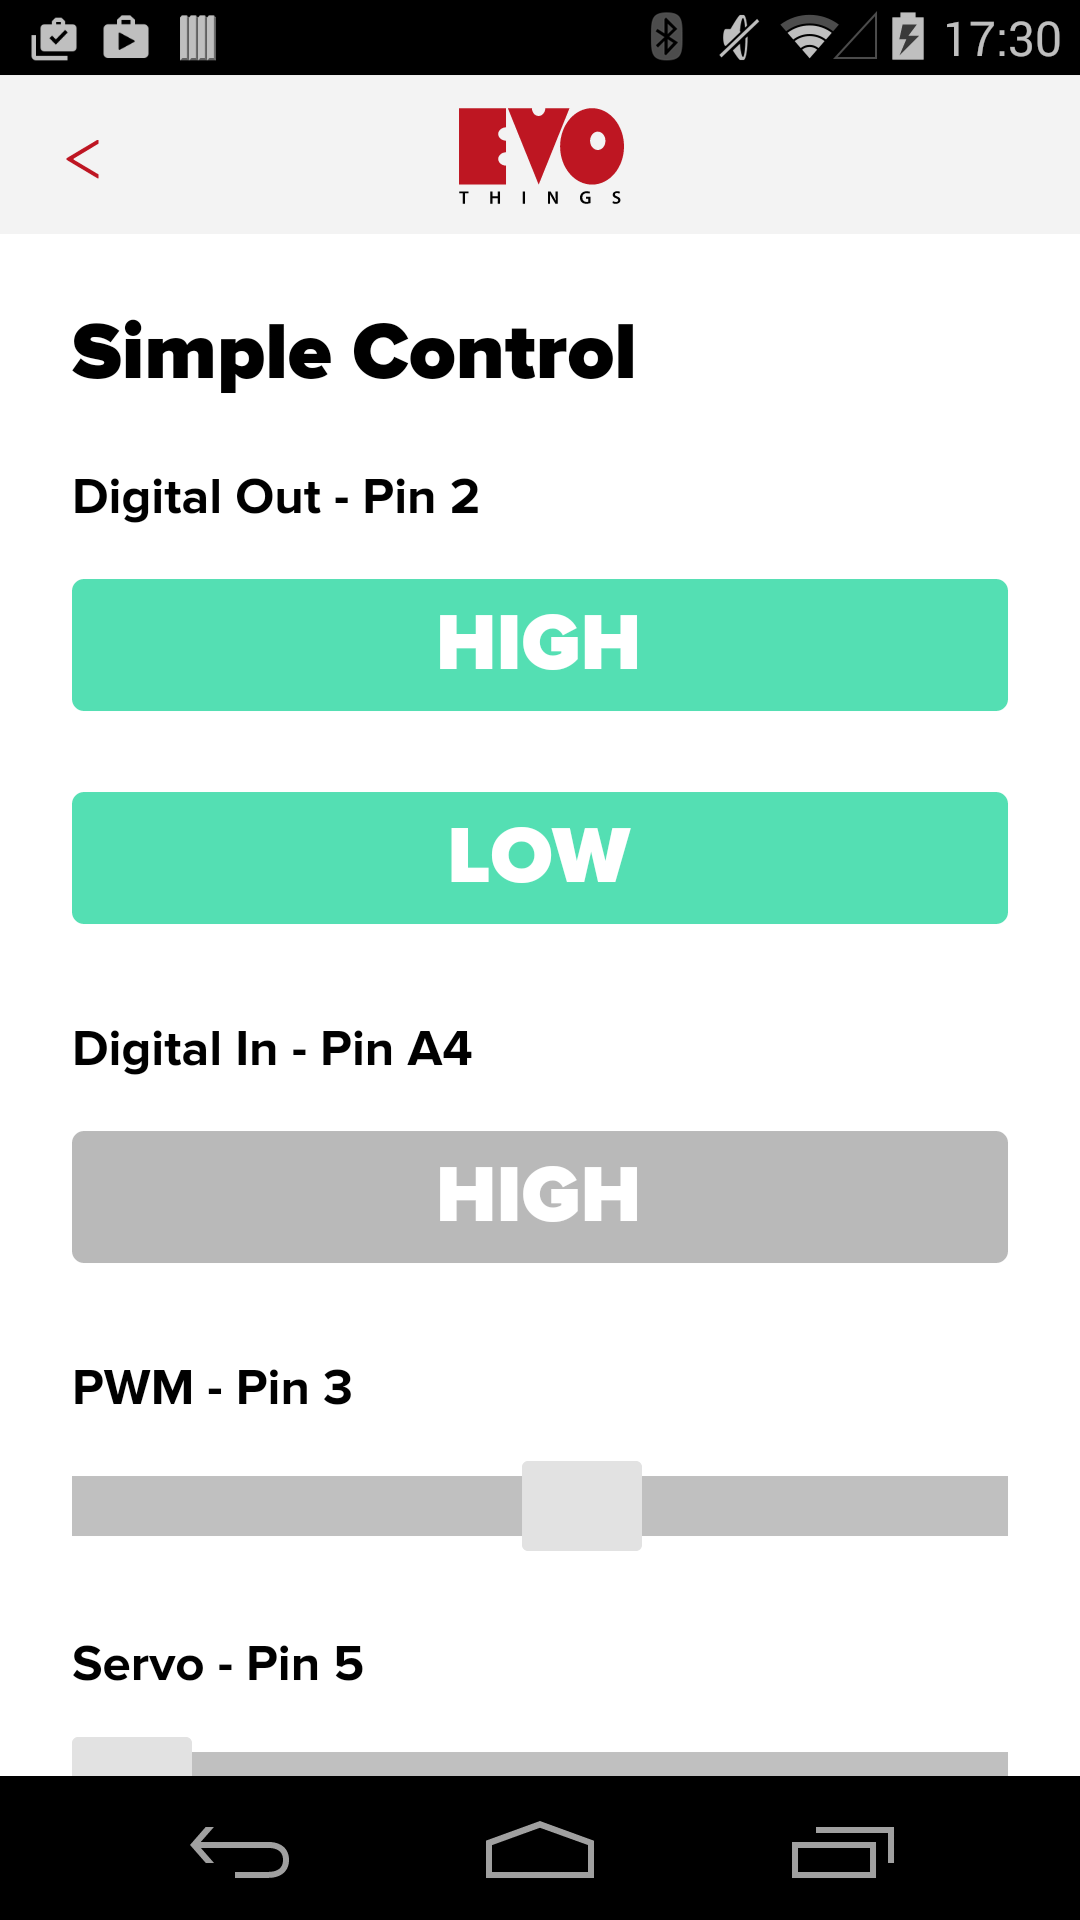 17:30
<
EVO
THINGS
Simple Control
Digital Out - Pin 2
HIGH
LOW
Digital In - Pin A4
HIGH
PWM - Pin 3
Servo - Pin 5